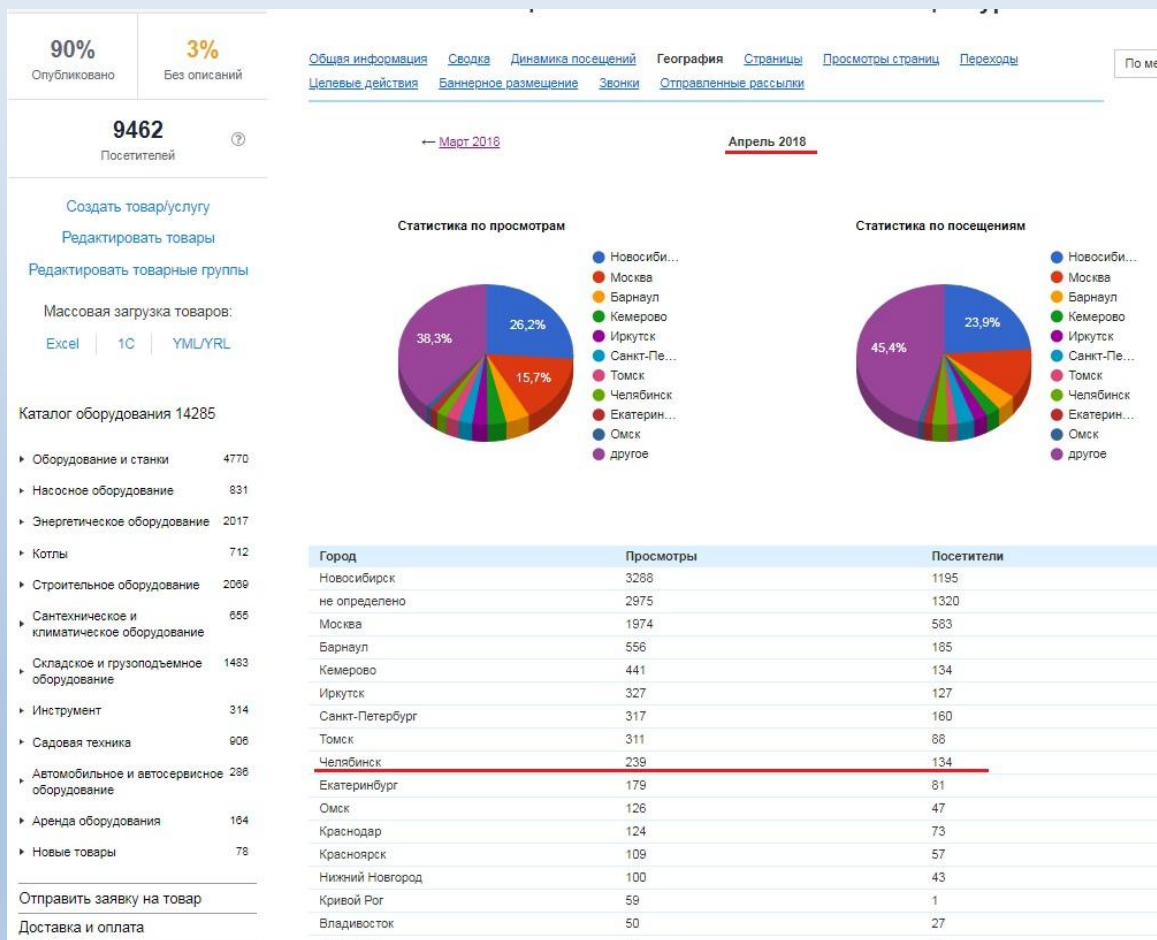 90%
Опубликовано
3%
Без описаний
9462
Посетителей
?
Создать товар/услугу
Редактировать товары
Редактировать товарные группы
Массовая загрузка товаров:
Excel 1C YML/YRL
Каталог оборудования 14285
Оборудование и станки 4770
Насосное оборудование 831
Энергетическое оборудование 2017
Котлы 712
Строительное оборудование 2069
Сантехническое и 655
климатическое оборудование
Складское и грузоподъемное 1483
оборудование
Инструмент 314
Садовая техника 906
Автомобильное и автосервисное 286
оборудование
Аренда оборудования 164
Новые товары 78
Отправить заявку на товар
Доставка и оплата
Общая информация Сводка Динамика посещений География Страницы Просмотры страниц Переходы
Целевые действия Баннерное размещение Звонки Отправленные рассылки
По ме
← Март 2018 Апрель 2018
Статистика по просмотрам
38,3%
26,2%
15,7%
Новосиби...
Москва
Барнаул
Кемерово
Иркутск
Санкт-Пе...
Томск
Челябинск
Екатерин...
Омск
другое
Статистика по посещениям
45,4%
23,9%
Новосиби...
Москва
Барнаул
Кемерово
Иркутск
Санкт-Пе...
Томск
Челябинск
Екатерин...
Омск
другое
Город Просмотры Посетители
Новосибирск 3288 1195
не определено 2975 1320
Москва 1974 583
Барнаул 556 185
Кемерово 441 134
Иркутск 327 127
Санкт-Петербург 317 160
Томск 311 88
Челябинск 239 134
Екатеринбург 179 81
Омск 126 47
Краснодар 124 73
Красноярск 109 57
Нижний Новгород 100 43
Кривой Рог 59 1
Владивосток 50 27